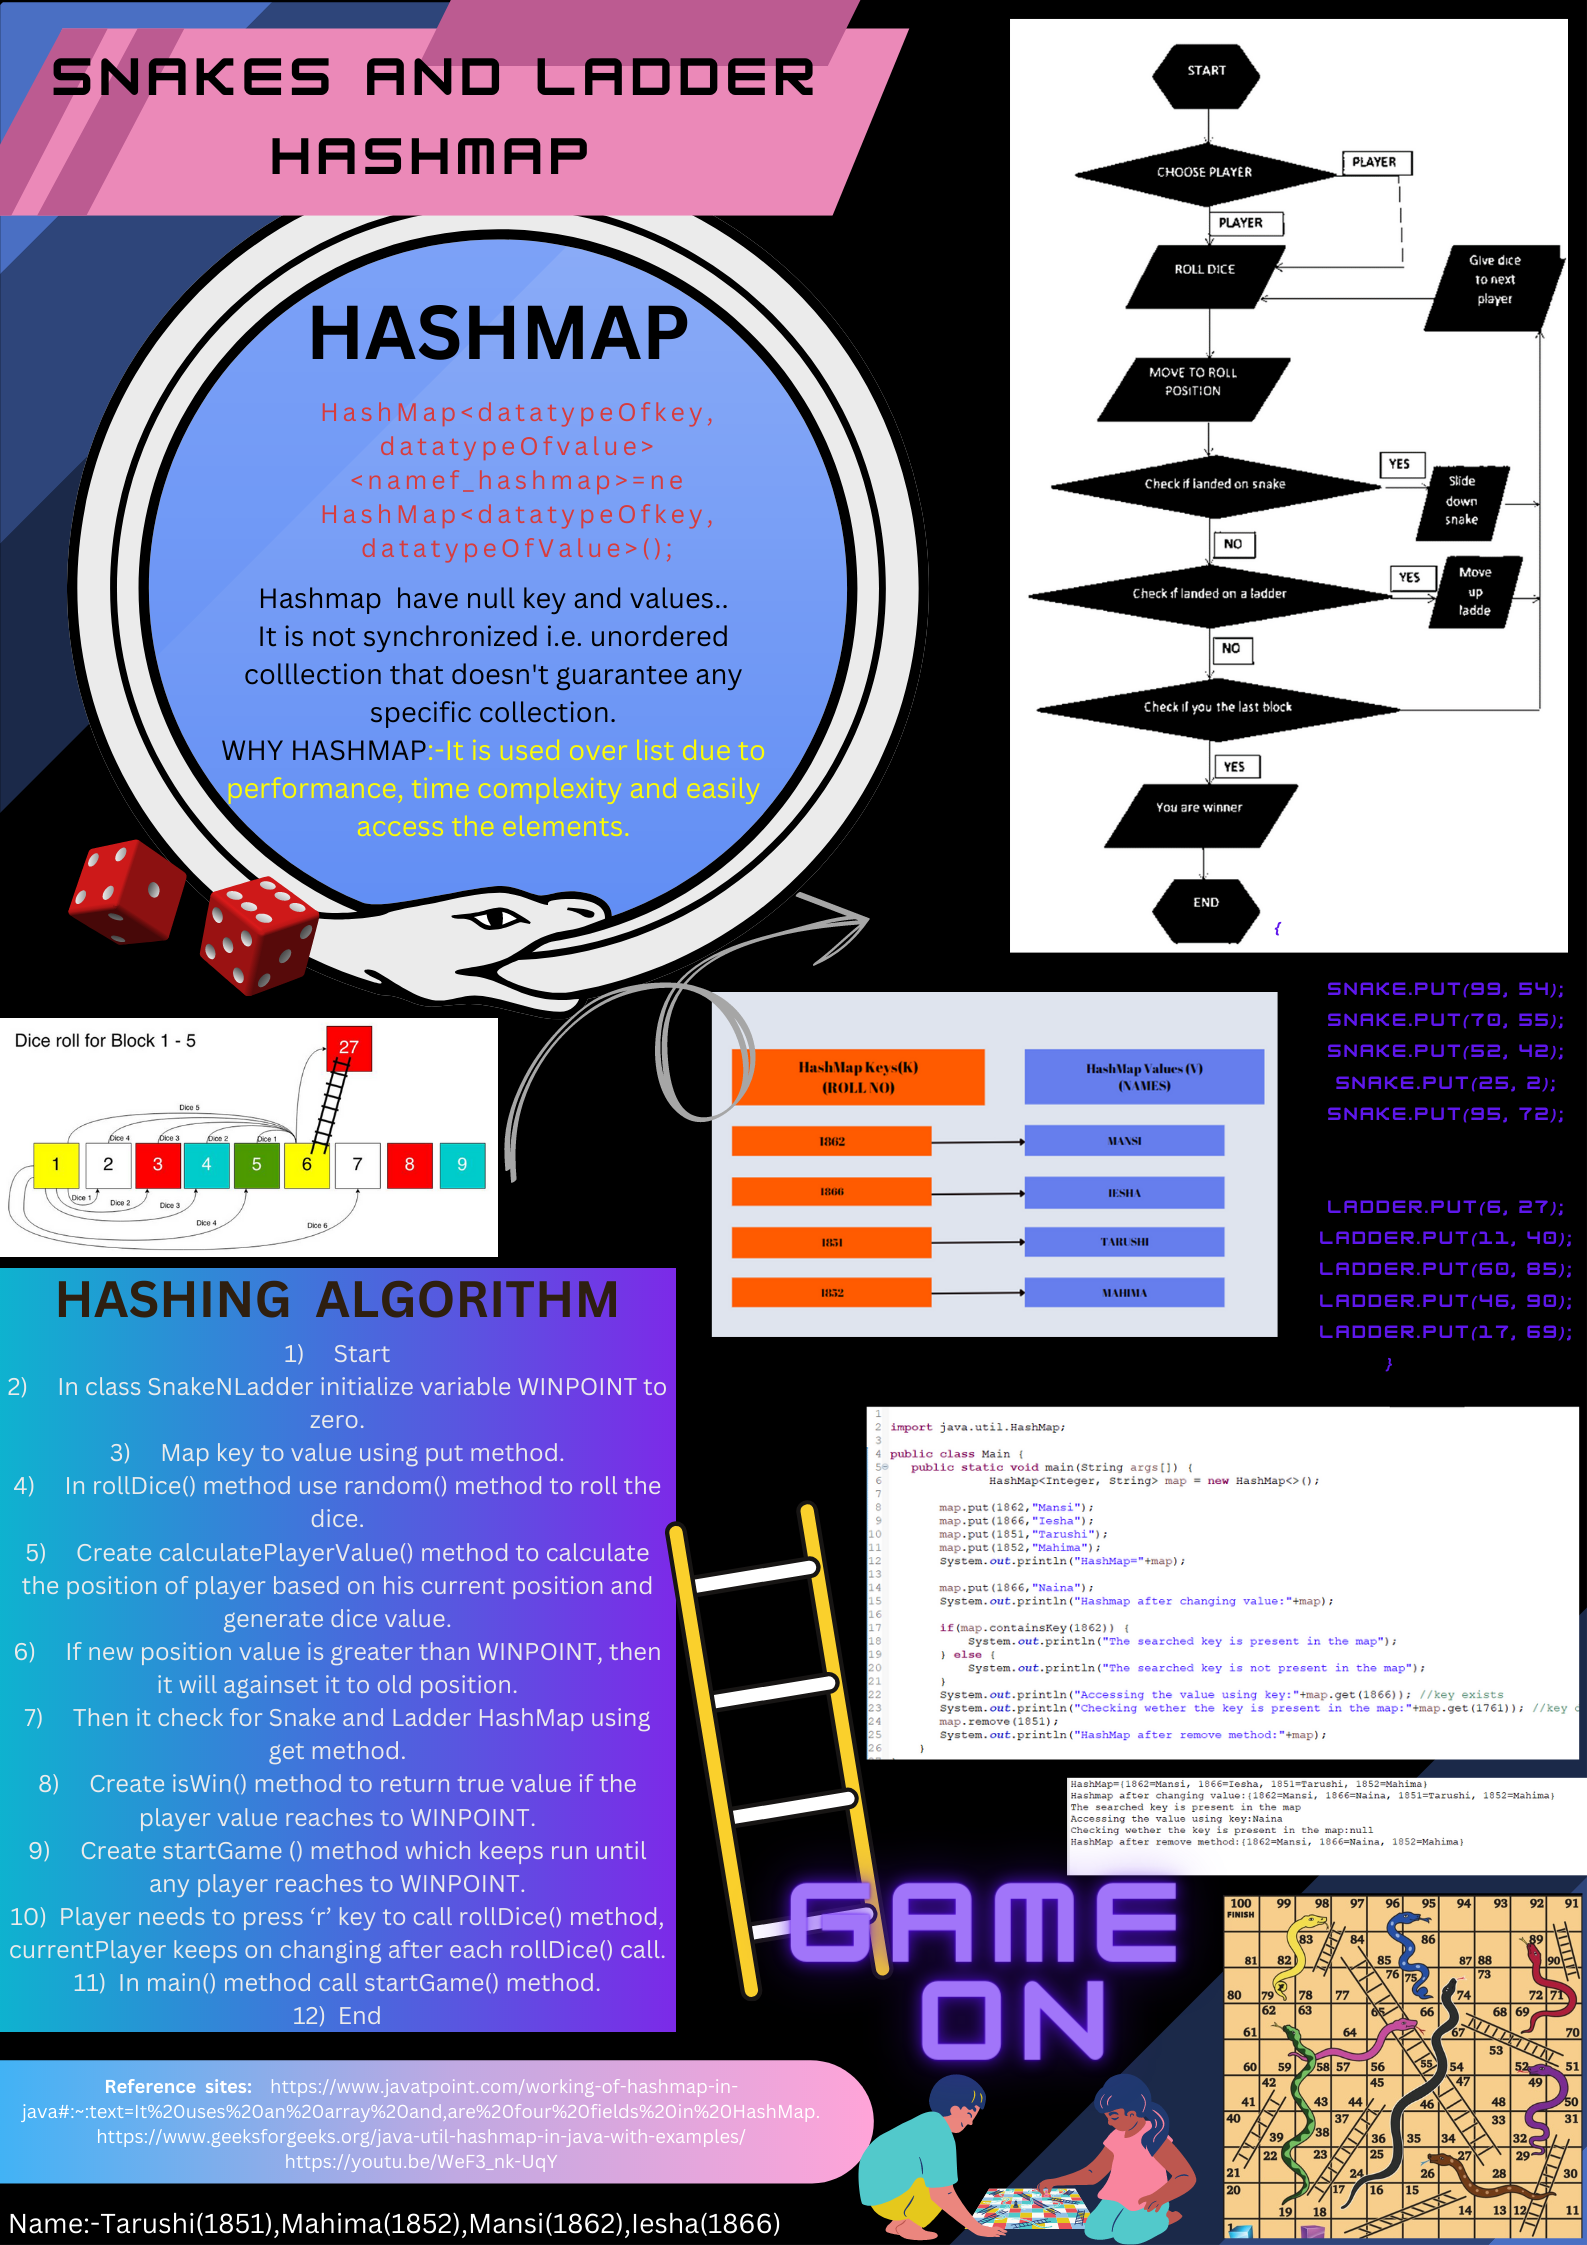 SNAKES AND LADDER
HASHMAP
HASHMAP
HashMap<datatypeOfkey,
datatypeOfvalue>
<namef_hashmap>=ne
HashMap<datatypeOfkey,
datatypeOfValue>();
Hashmap have null key and values..
It is not synchronized i.e. unordered
colllection that doesn't guarantee any
specific collection.
WHY HASHMAP:-It is used over list due to
performance, time complexity and easily
access the elements.
START
CHOOSE PLAYER
PLAYER
PLAYER
ROLL DICE
Give dice
to next
player
MOVE TO ROLL
POSITION
Check if landed on snake
YES
Slide
down
snake
NO
Check if landed on a ladder
YES
Move
up
ladde
NO
Check if you the last block
YES
You are winner
END
{
SNAKE.PUT(99, 54);
SNAKE.PUT(70, 55);
SNAKE.PUT(52, 42);
SNAKE.PUT(25, 2);
SNAKE.PUT(95, 72);
LADDER.PUT(6, 27);
LADDER.PUT(11, 40);
LADDER.PUT(60, 85);
LADDER.PUT(46, 90);
LADDER.PUT(17, 69);
}
Dice roll for Block 1 - 5
27
Dice 5
Dice 4 Dice 3 Dice 2 Dice 1
1 2 3 4 5 6 7 8 9
Dice 1
Dice 2
Dice 3
Dice 4
Dice 6
HashMap Keys(K)
(ROLL NO)
HashMap Values (V)
(NAMES)
1862 MANSI
1866 IESHA
1851 TARUSHI
1852 MAHIMA
HASHING ALGORITHM
1) Start
2) In class SnakeNLadder initialize variable WINPOINT to
zero.
3) Map key to value using put method.
4) In rollDice() method use random() method to roll the
dice.
5) Create calculatePlayerValue() method to calculate
the position of player based on his current position and
generate dice value.
6) If new position value is greater than WINPOINT, then
it will againset it to old position.
7) Then it check for Snake and Ladder HashMap using
get method.
8) Create isWin() method to return true value if the
player value reaches to WINPOINT.
9) Create startGame () method which keeps run until
any player reaches to WINPOINT.
10) Player needs to press ‘r’ key to call rollDice() method,
currentPlayer keeps on changing after each rollDice() call.
11) In main() method call startGame() method.
12) End
1
2 import java.util.HashMap;
3
4 public class Main {
5 public static void main(String args[]) {
6 HashMap<Integer, String> map = new HashMap<>();
7
8 map.put(1862,"Mansi");
9 map.put(1866,"Iesha");
10 map.put(1851,"Tarushi");
11 map.put(1852,"Mahima");
12 System.out.println("HashMap="+map);
13
14 map.put(1866,"Naina");
15 System.out.println("Hashmap after changing value:"+map);
16
17 if(map.containsKey(1862)) {
18 System.out.println("The searched key is present in the map");
19 } else {
20 System.out.println("The searched key is not present in the map");
21 }
22 System.out.println("Accessing the value using key:"+map.get(1866)); //key exists
23 System.out.println("Checking wether the key is present in the map:"+map.get(1761)); //key
24 map.remove(1851);
25 System.out.println("HashMap after remove method:"+map);
26 }
HashMap={1862=Mansi, 1866=Iesha, 1851=Tarushi, 1852=Mahima}
Hashmap after changing value:{1862=Mansi, 1866=Naina, 1851=Tarushi, 1852=Mahima}
The searched key is present in the map
Accessing the value using key:Naina
Checking wether the key is present in the map:null
HashMap after remove method:{1862=Mansi, 1866=Naina, 1852=Mahima}
GAME
ON
100 99 98 97 96 95 94 93 92 91
FINISH
81 82 83 84 85 86 87 88 89 90
80 79 78 77 76 75 74 73 72 71
61 62 63 64 65 66 67 68 69 70
60 59 58 57 56 55 54 53 52 51
41 42 43 44 45 46 47 48 49 50
40 39 38 37 36 35 34 33 32 31
21 22 23 24 25 26 27 28 29 30
20 19 18 17 16 15 14 13 12 11
1
Reference sites: https://www.javatpoint.com/working-of-hashmap-in-
java#:~:text=It%20uses%20an%20array%20and,are%20four%20fields%20in%20HashMap.
https://www.geeksforgeeks.org/java-util-hashmap-in-java-with-examples/
https://youtu.be/WeF3_nk-UqY
Name:-Tarushi(1851),Mahima(1852),Mansi(1862),Iesha(1866)